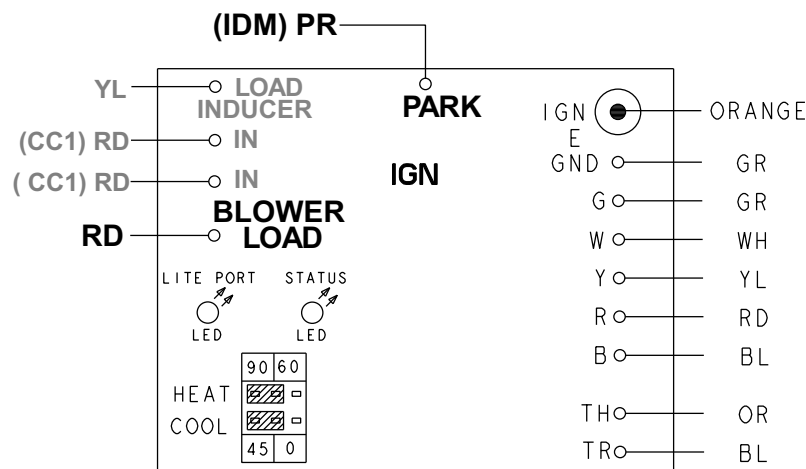 (IDM) PR
YL LOAD INDUCER
PARK
IGNE ORANGE
(CC1) RD IN
GND GR
( CC1) RD IN
IGN
G GR
RD BLOWER LOAD
W WH
LITE PORT STATUS
Y YL
LED LED
R RD
B BL
90 60
HEAT
COOL
45 0
TH OR
TR BL